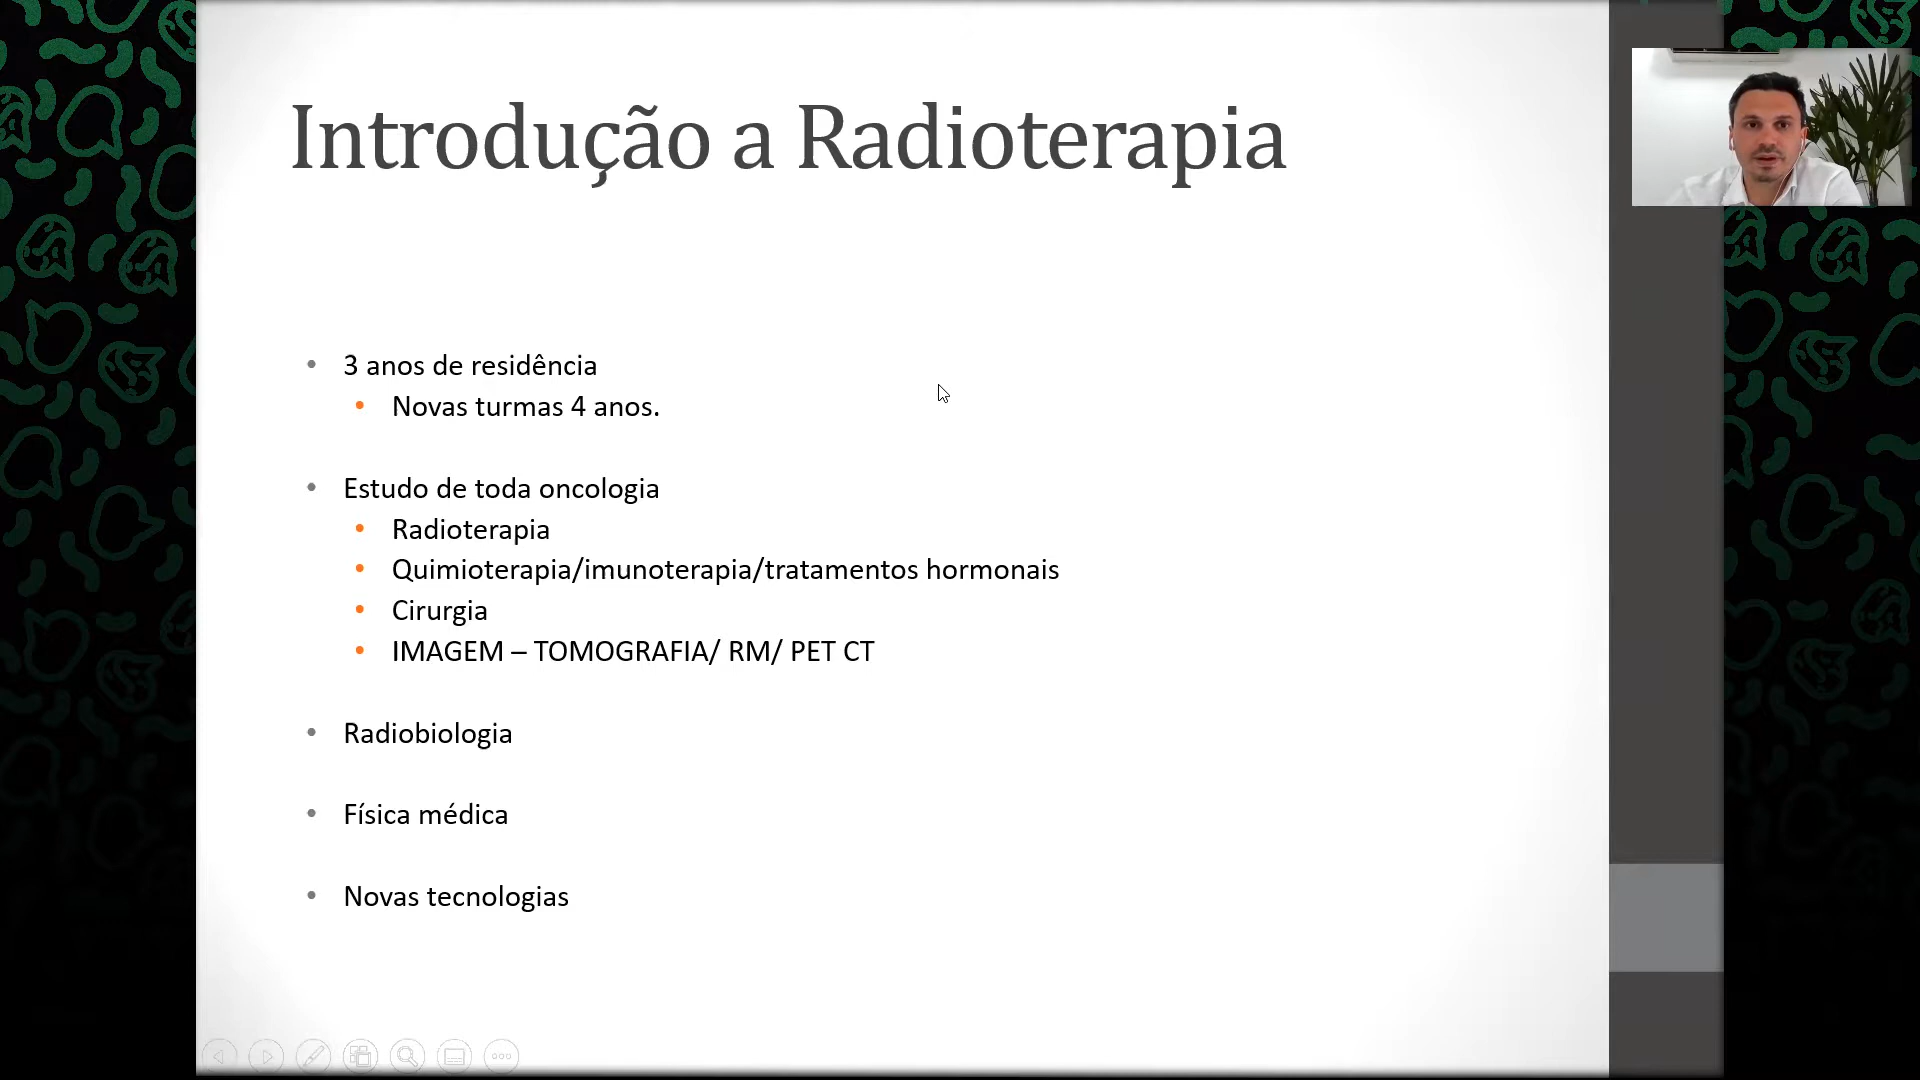 Introdução a Radioterapia
3 anos de residência
Novas turmas 4 anos.
Estudo de toda oncologia
Radioterapia
Quimioterapia/imunoterapia/tratamentos hormonais
Cirurgia
IMAGEM – TOMOGRAFIA/ RM/ PET CT
Radiobiologia
Física médica
Novas tecnologias